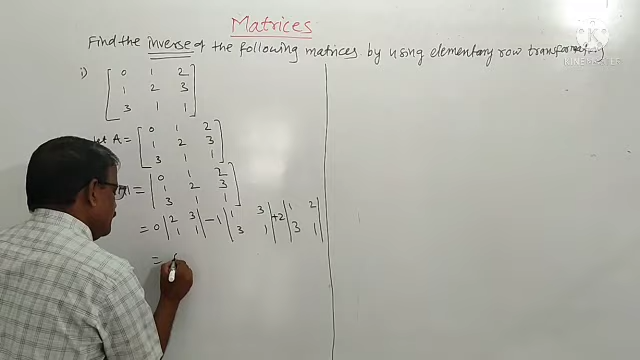 Matrices
Find the inverse of the following matrices by using elementary row transformations
i) [ 0 1 2
1 2 3
3 1 1 ]
Let A = [ 0 1 2
1 2 3
3 1 1 ]
= | 0 1 2
1 2 3
3 1 1 |
= 0 | 2 3
1 1 | - 1 | 1 3
3 1 | + 2 | 1 2
3 1 |
=
KINEMASTER